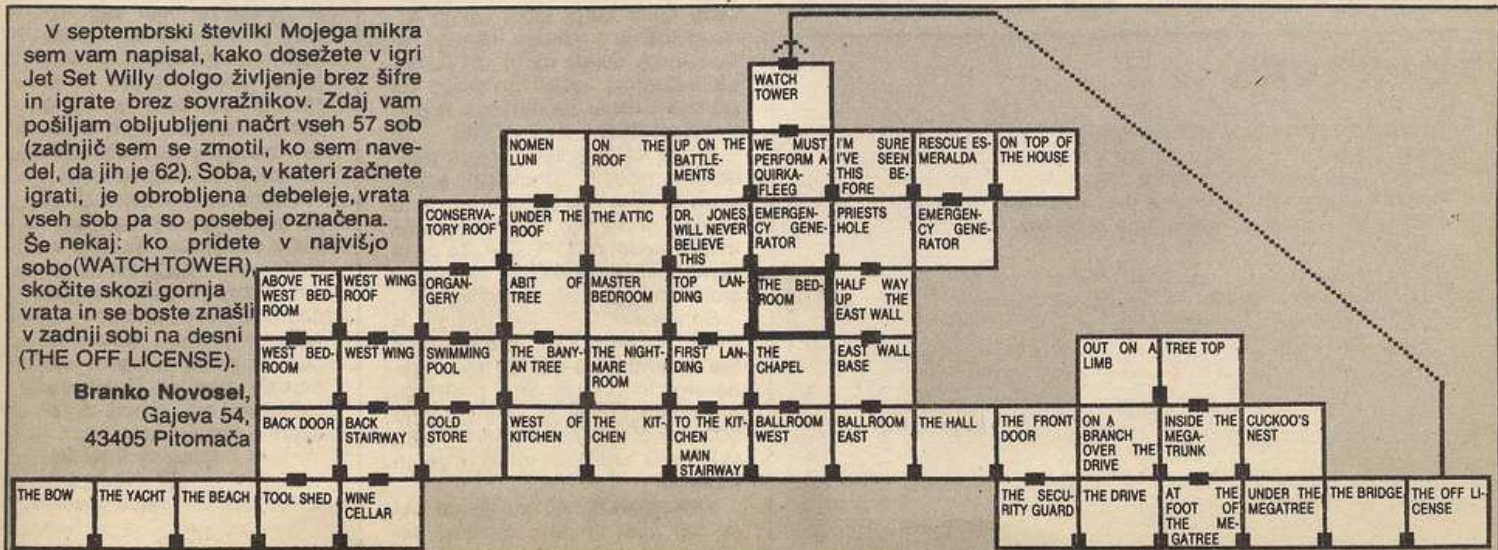 V septembrski številki Mojega mikra
sem vam napisal, kako dosežete v igri
Jet Set Willy dolgo življenje brez šifre
in igrate brez sovražnikov. Zdaj vam
pošiljam obljubljeni načrt vseh 57 sob
(zadnjič sem se zmotil, ko sem nave-
del, da jih je 62). Soba, v kateri začnete
igrati, je obrobljena debeleje, vrata
vseh sob pa so posebej označena.
Še nekaj: ko pridete v najvišjo
sobo(WATCHTOWER),
skočite skozi gornja
vrata in se boste znašli
v zadnji sobi na desni
(THE OFF LICENSE).
Branko Novosel,
Gajeva 54,
43405 Pitomača
WATCH
TOWER
NOMEN
LUNI
ON THE
ROOF
UP ON THE
BATTLE-
MENTS
WE MUST
PERFORM A
QUIRKA-
FLEEG
I'M SURE
I'VE SEEN
THIS BE-
FORE
RESCUE ES-
MERALDA
ON TOP OF
THE HOUSE
CONSERVA-
TORY ROOF
UNDER THE
ROOF
THE ATTIC
DR. JONES
WILL NEVER
BELIEVE
THIS
EMERGEN-
CY GENE-
RATOR
PRIESTS
HOLE
EMERGEN-
CY GENE-
RATOR
ABOVE THE
WEST BED-
ROOM
WEST WING
ROOF
ORGAN-
GERY
ABIT OF
TREE
MASTER
BEDROOM
TOP LAN-
DING
THE BED-
ROOM
HALF WAY
UP THE
EAST WALL
WEST BED-
ROOM
WEST WING
SWIMMING
POOL
THE BANY-
AN TREE
THE NIGHT-
MARE
ROOM
FIRST LAN-
DING
THE
CHAPEL
EAST WALL
BASE
OUT ON A
LIMB
TREE TOP
BACK DOOR
BACK
STAIRWAY
COLD
STORE
WEST OF
KITCHEN
THE KIT-
CHEN
TO THE KIT-
CHEN
MAIN
STAIRWAY
BALLROOM
WEST
BALLROOM
EAST
THE HALL
THE FRONT
DOOR
ON A
BRANCH
OVER THE
DRIVE
INSIDE THE
MEGA-
TRUNK
CUCKOO'S
NEST
THE BOW
THE YACHT
THE BEACH
TOOL SHED
WINE
CELLAR
THE SECU-
RITY GUARD
THE DRIVE
AT THE
FOOT OF
THE ME-
GATREE
UNDER THE
MEGATREE
THE BRIDGE
THE OFF LI-
CENSE